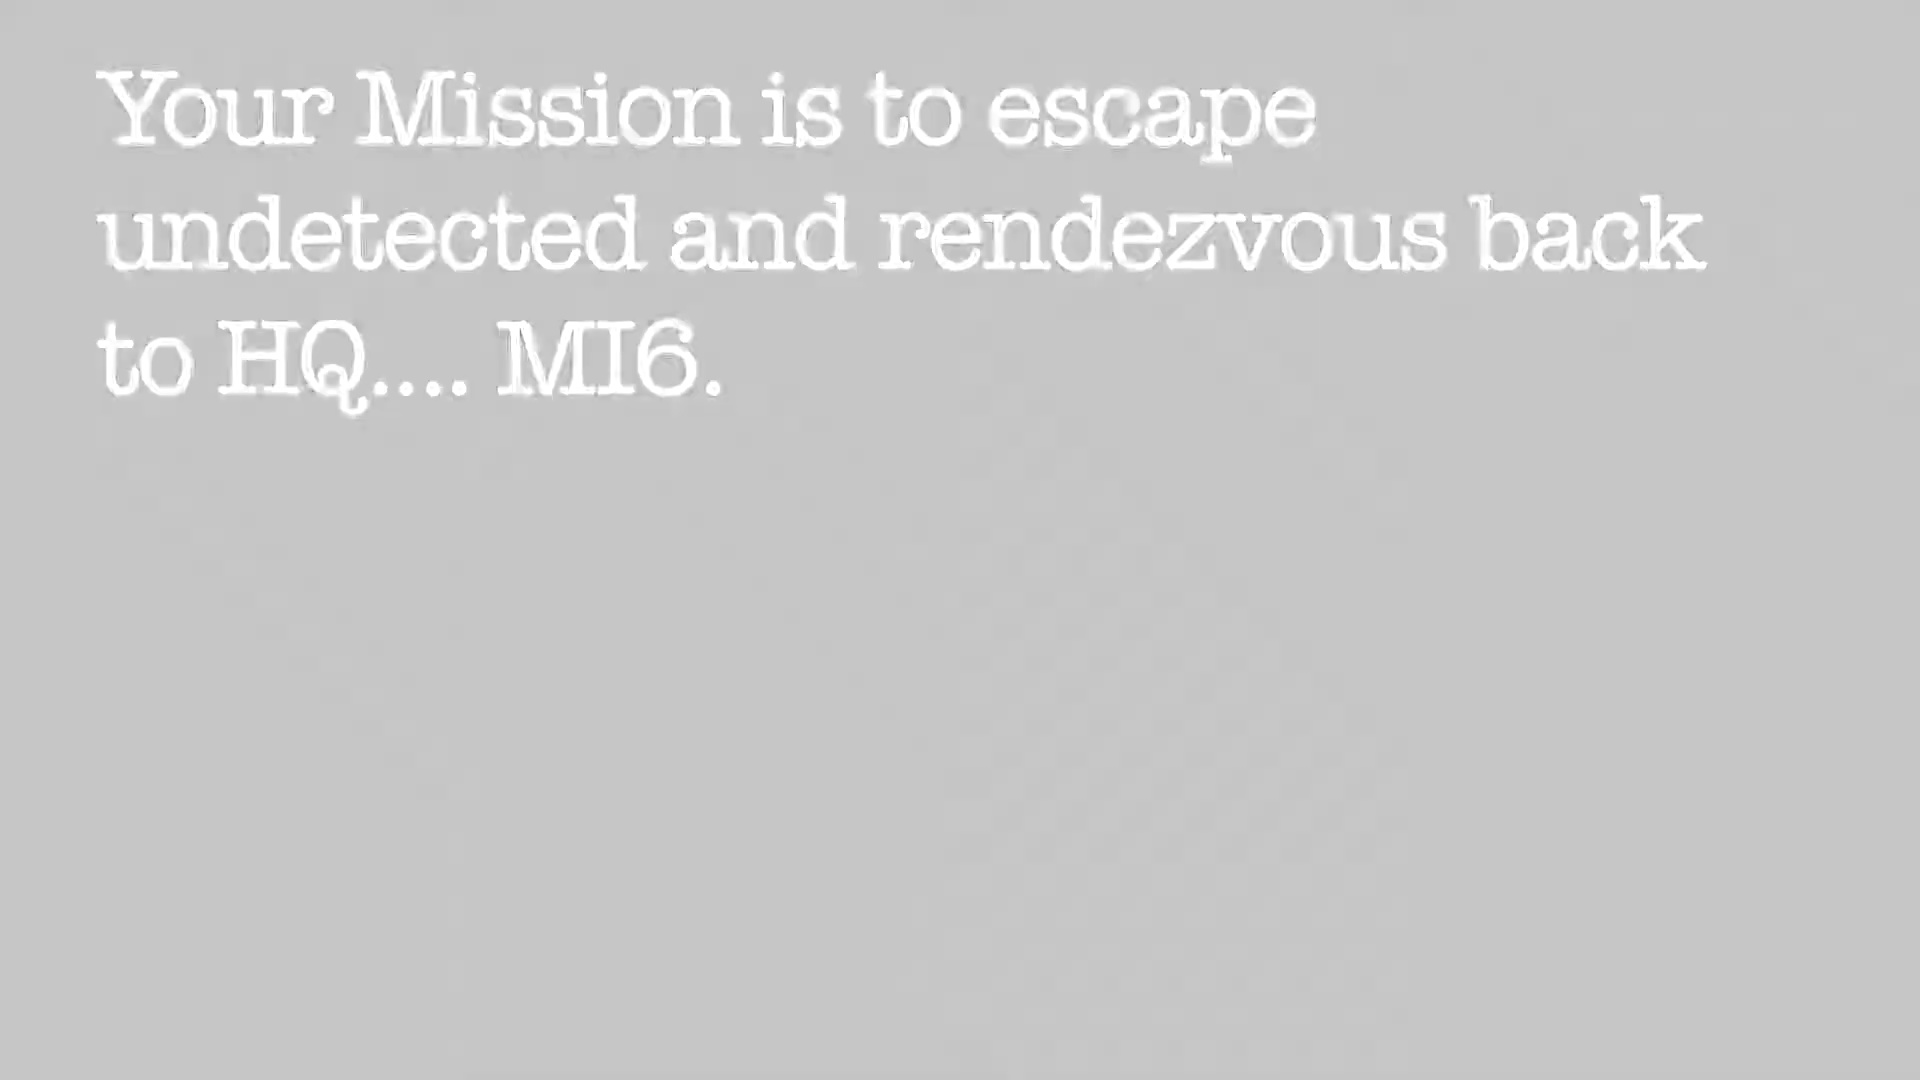 Your Mission is to escape
undetected and rendezvous back
to HQ.... MI6.